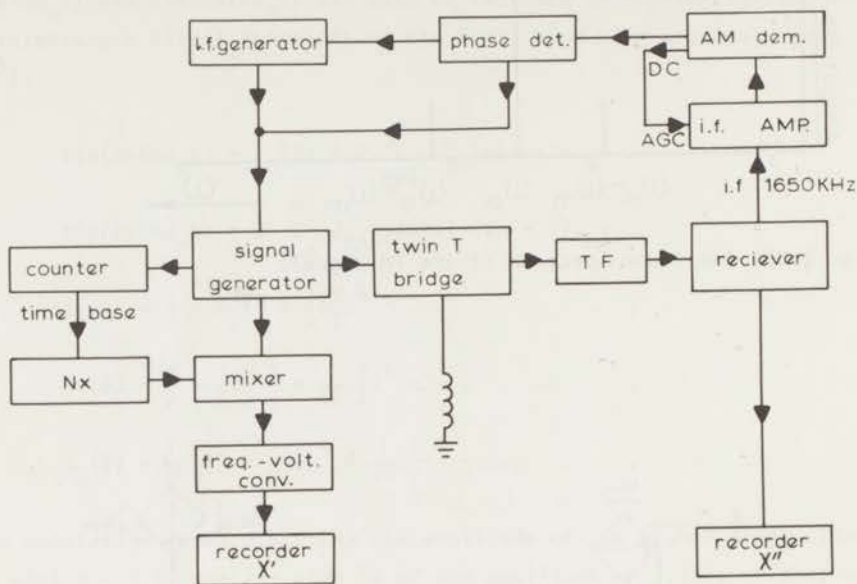 l.f. generator
phase det.
AM dem.
DC
AGC
i.f. AMP.
i.f 1650KHz
counter
signal
generator
twin T
bridge
T F
reciever
time base
Nx
mixer
freq.-volt.
conv.
recorder
χ'
recorder
χ"